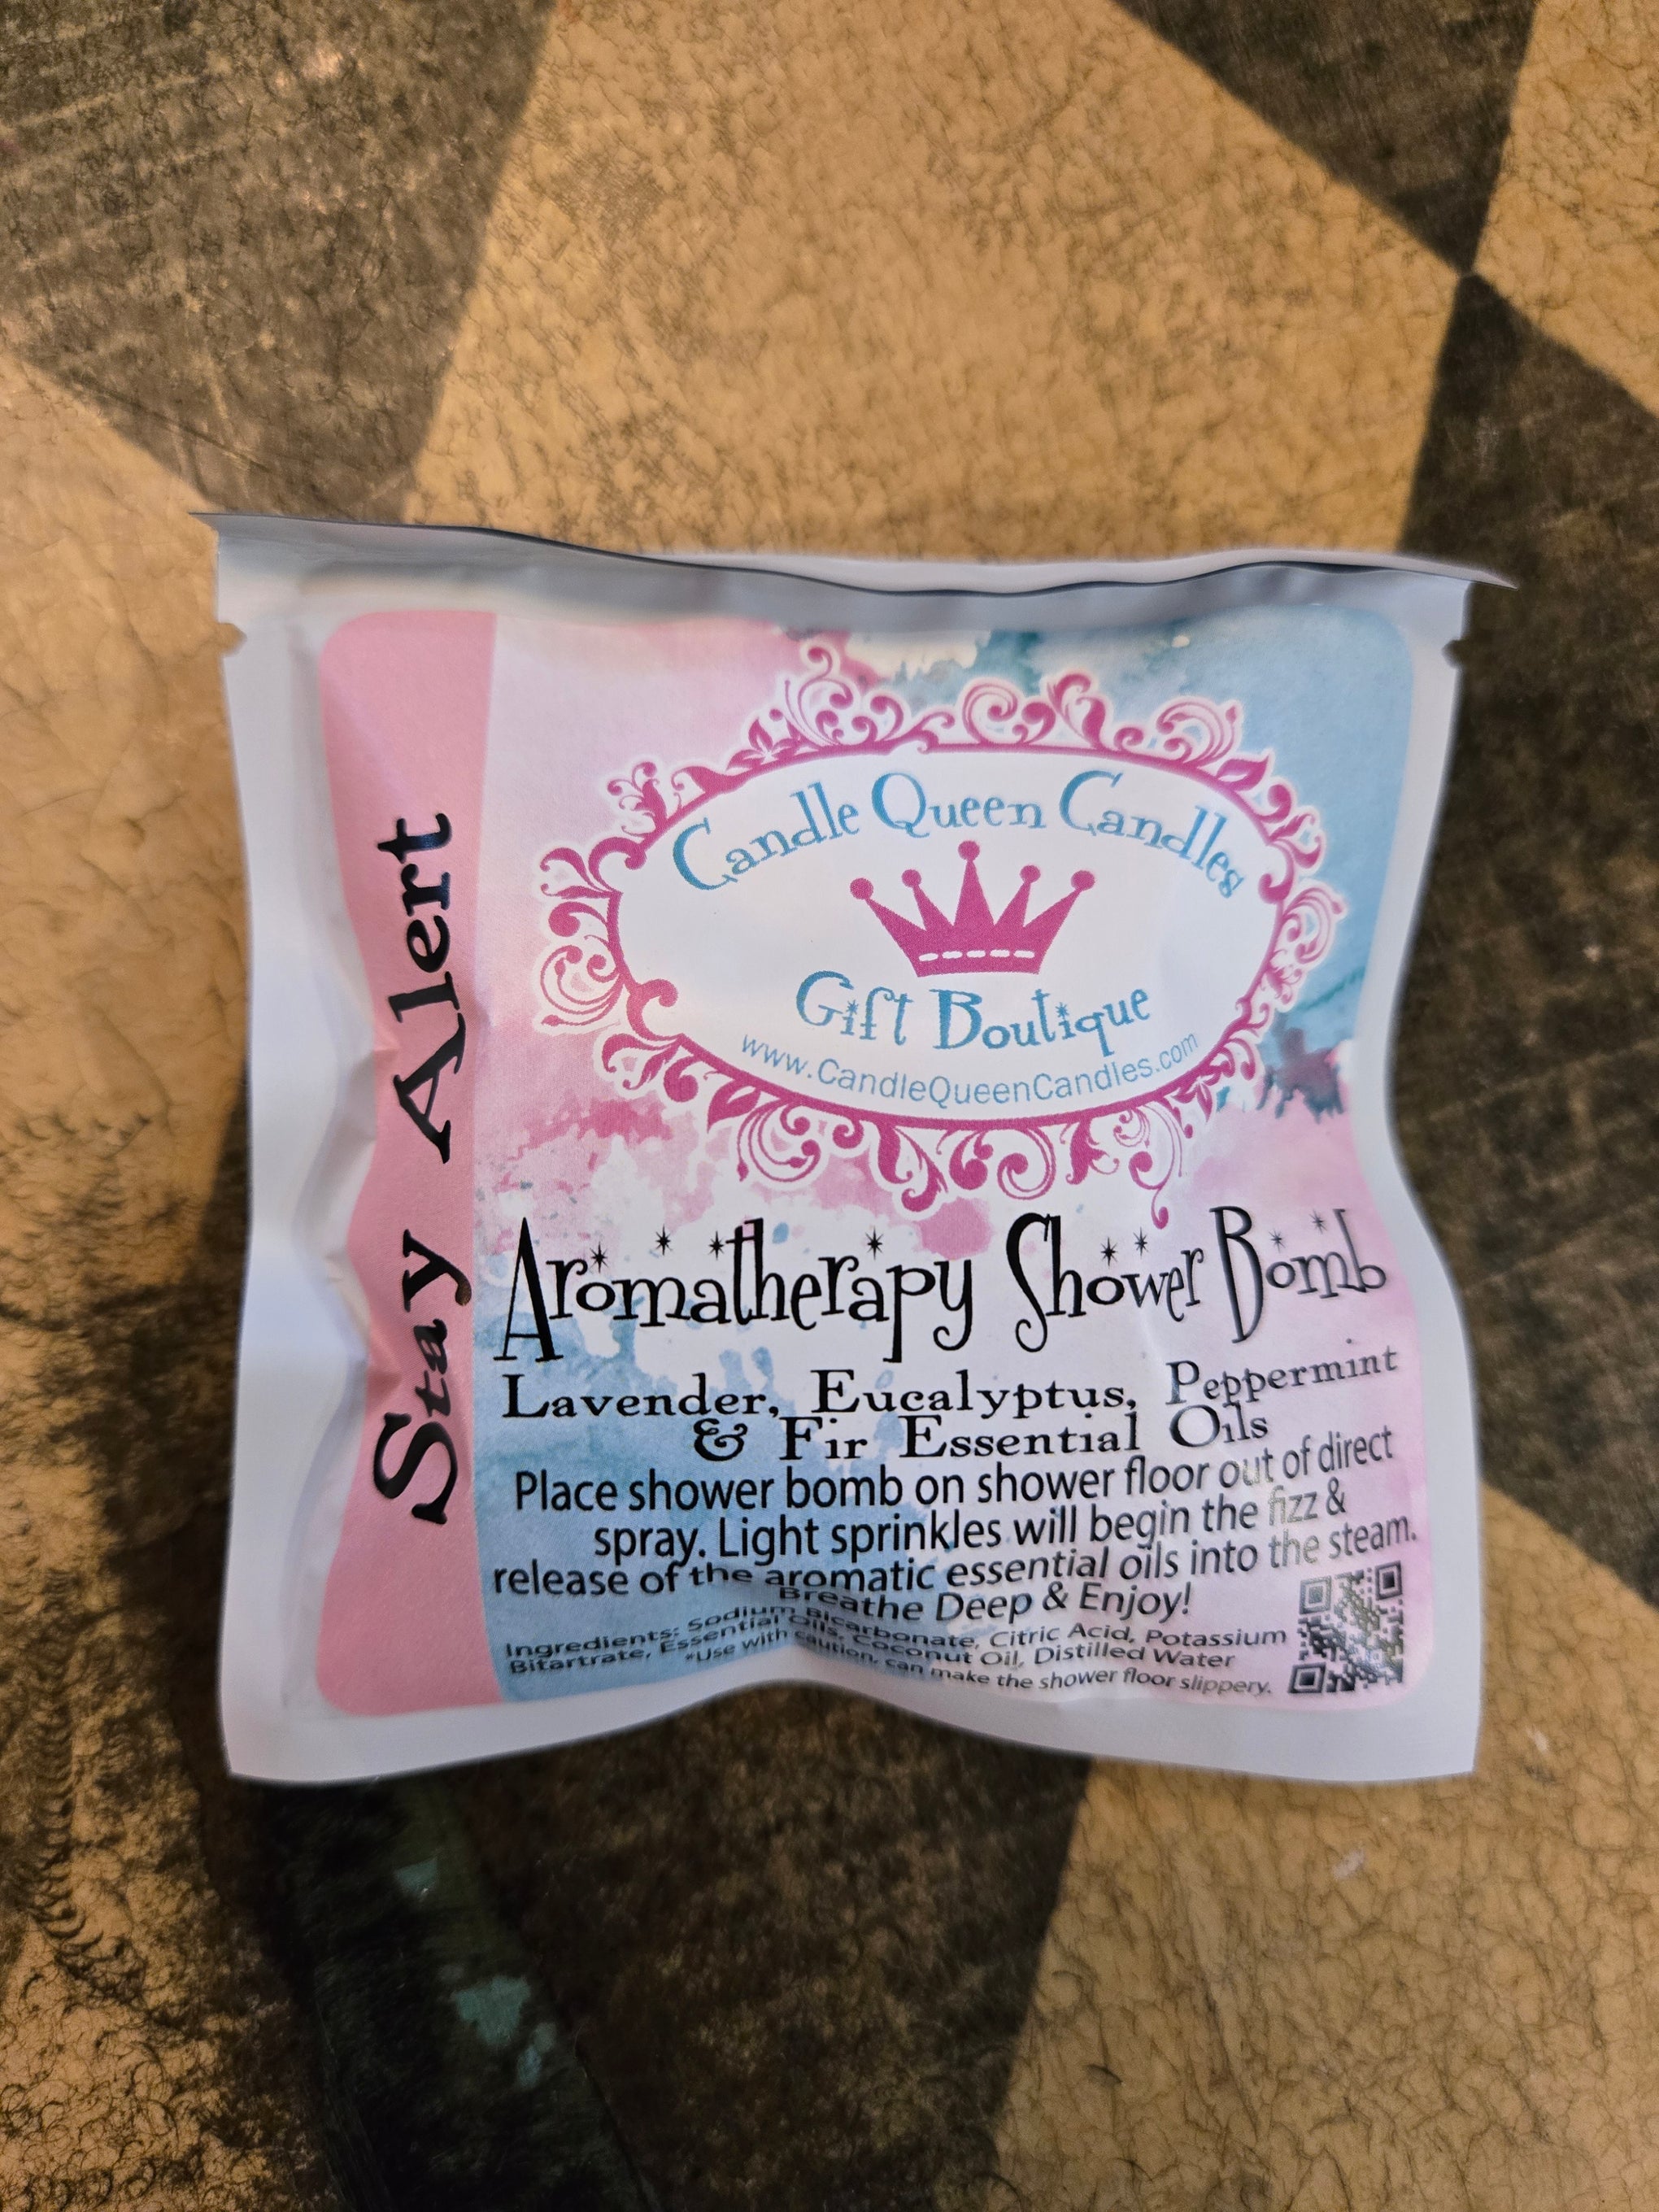 Stay Alert
Candle Queen Candles
Gift Boutique
www.CandleQueenCandles.com
Aromatherapy Shower Bomb
Lavender, Eucalyptus, Peppermint
& Fir Essential Oils
Place shower bomb on shower floor out of direct
spray. Light sprinkles will begin the fizz &
release of the aromatic essential oils into the steam.
Breathe Deep & Enjoy!
Ingredients: Sodium Bicarbonate, Citric Acid, Potassium
Bitartrate, Essential Oils, Coconut Oil, Distilled Water
*Use with caution, can make the shower floor slippery.